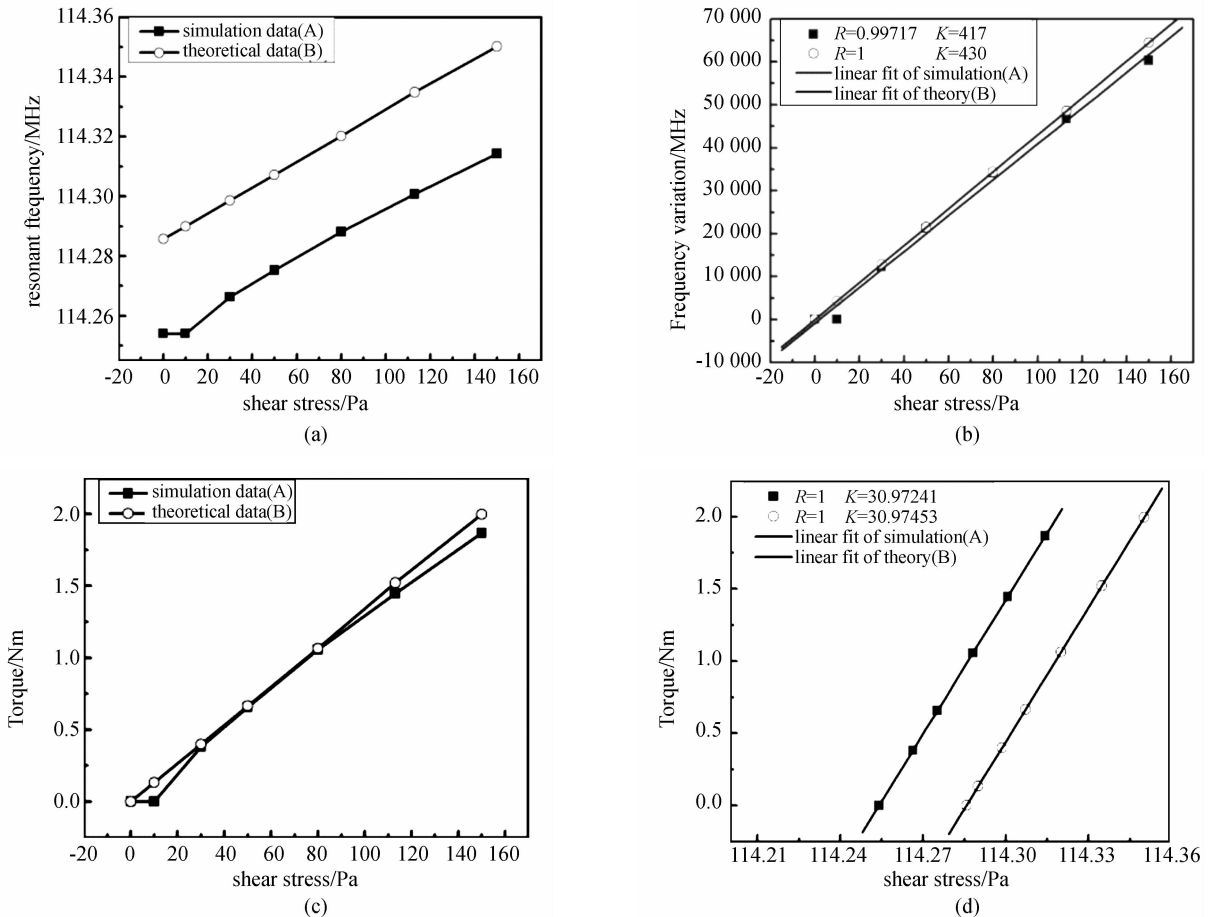 114.36
114.34
114.32
114.30
114.28
114.26
resonant ftequency/MHz
simulation data(A)
theoretical data(B)
-20 0 20 40 60 80 100 120 140 160
shear stress/Pa
(a)
70 000
60 000
50 000
40 000
30 000
20 000
10 000
0
-10 000
Frequency variation/MHz
R=0.99717 K=417
R=1 K=430
linear fit of simulation(A)
linear fit of theory(B)
-20 0 20 40 60 80 100 120 140 160
shear stress/Pa
(b)
2.0
1.5
1.0
0.5
0.0
Torque/Nm
simulation data(A)
theoretical data(B)
-20 0 20 40 60 80 100 120 140 160
shear stress/Pa
(c)
2.0
1.5
1.0
0.5
0.0
Torque/Nm
R=1 K=30.97241
R=1 K=30.97453
linear fit of simulation(A)
linear fit of theory(B)
114.21 114.24 114.27 114.30 114.33 114.36
shear stress/Pa
(d)